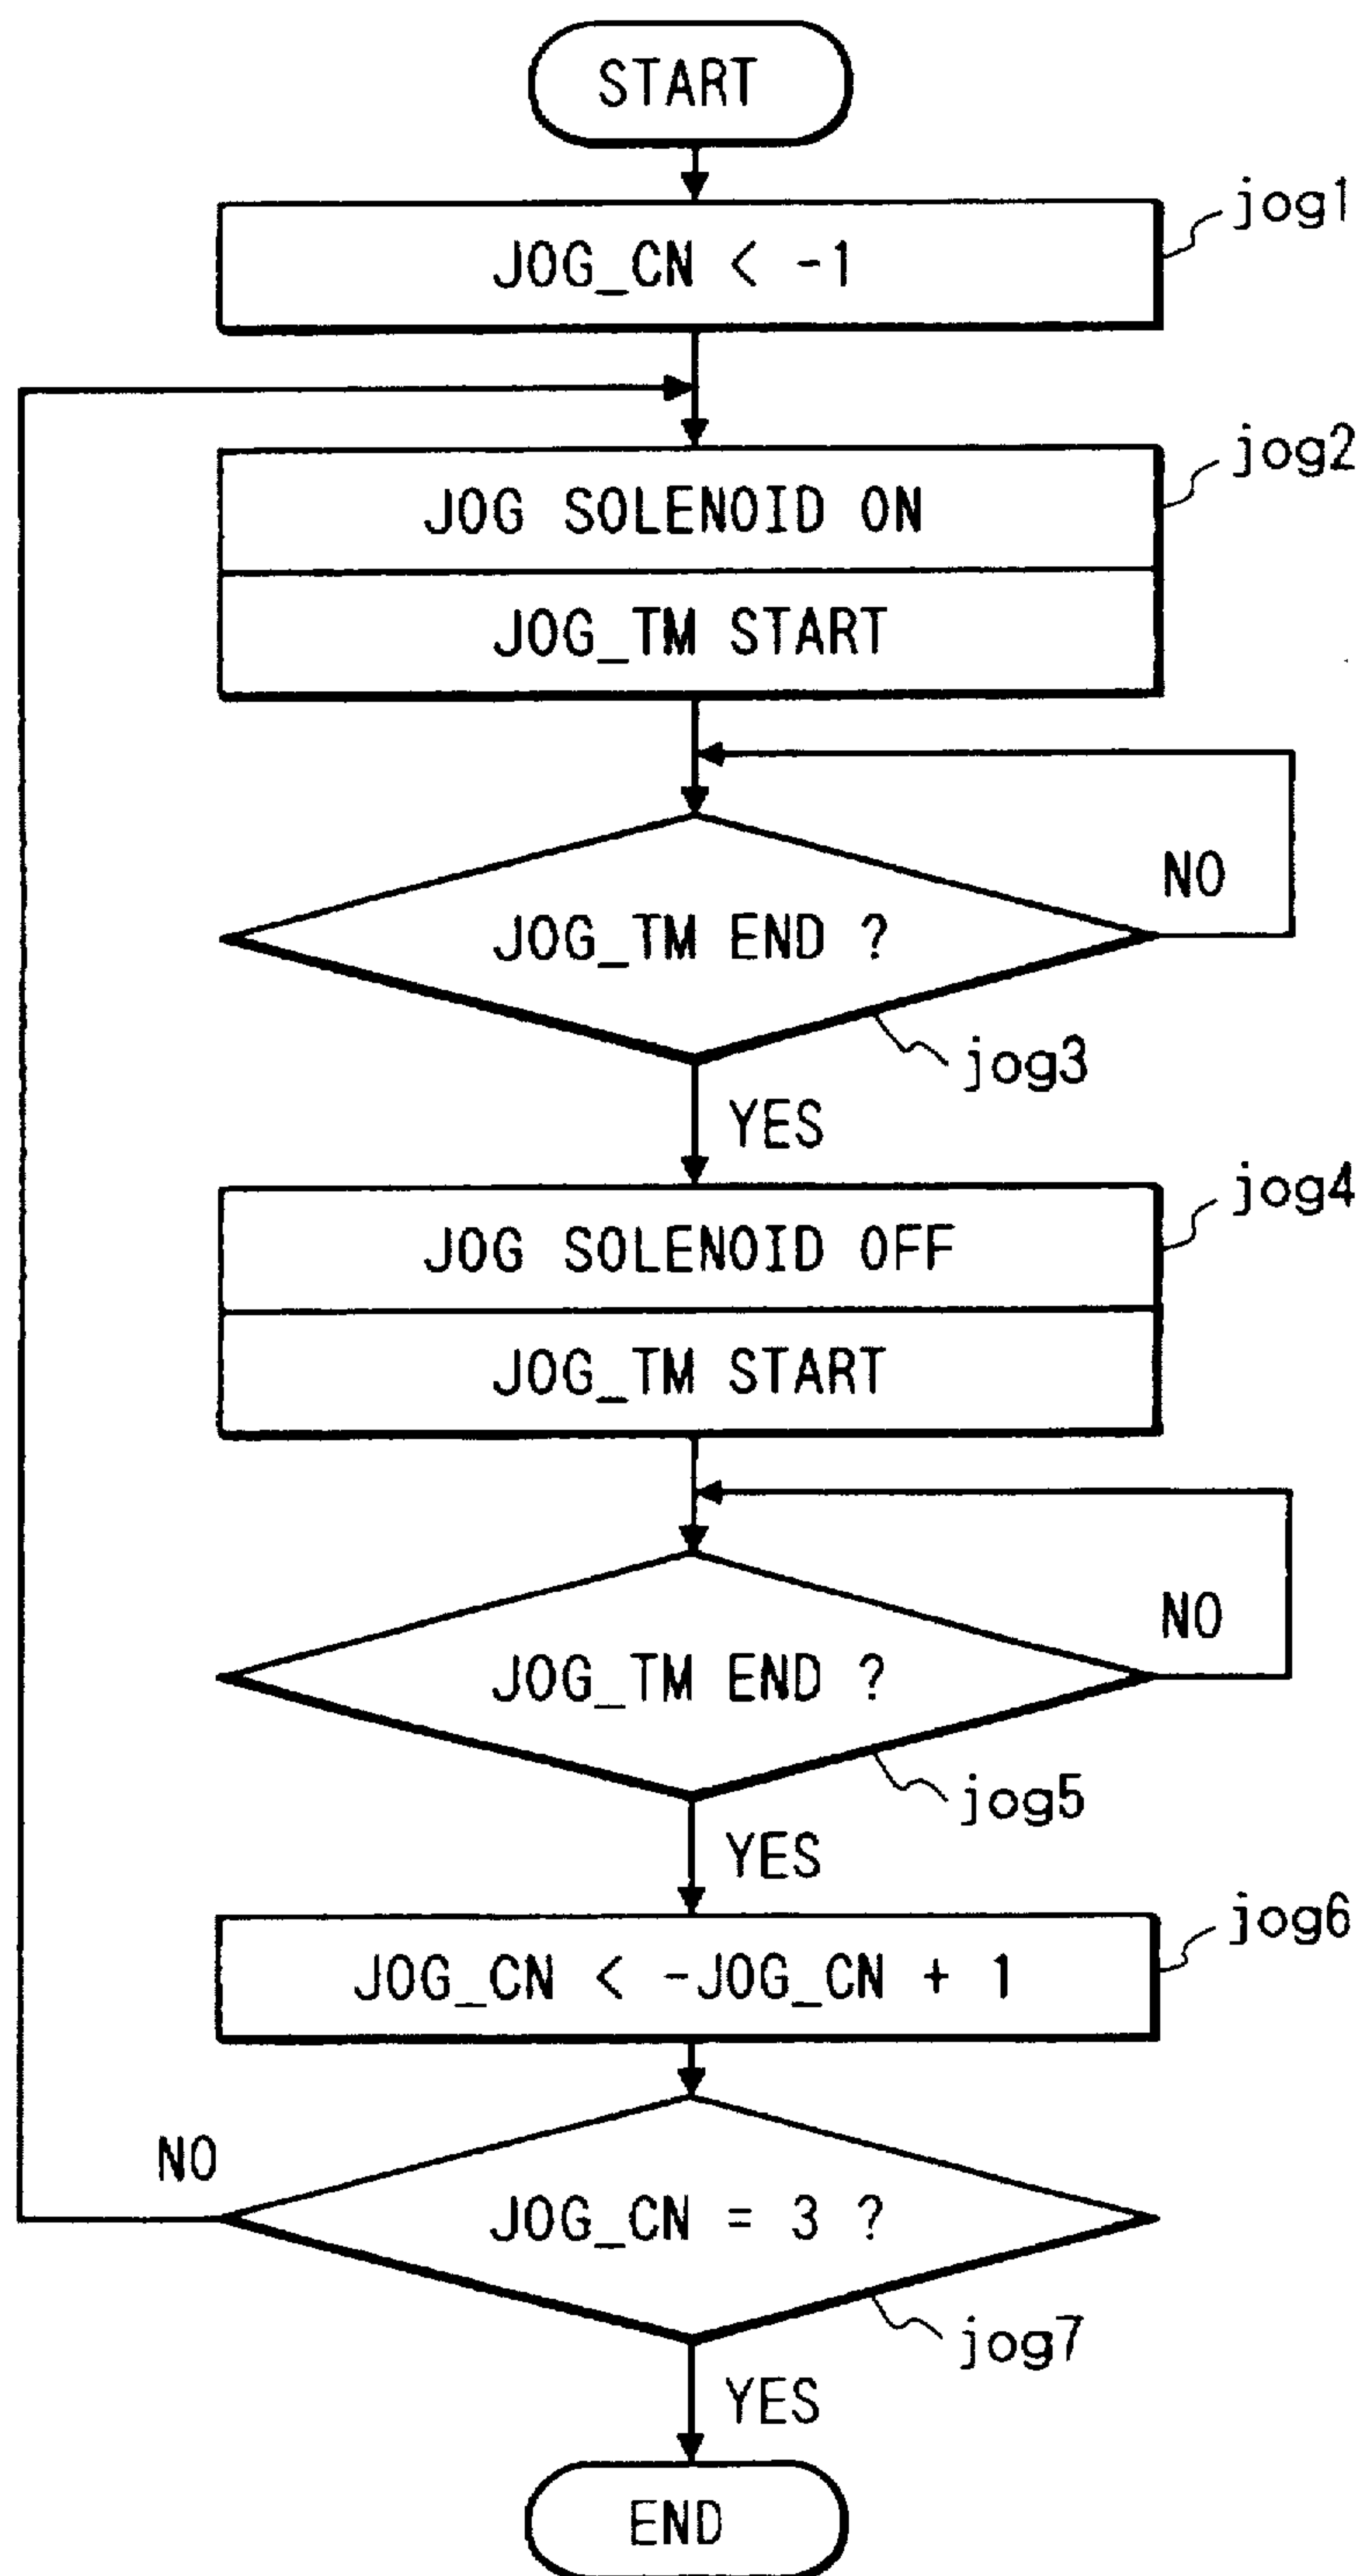 START
jog1
JOG_CN < -1
jog2
JOG SOLENOID ON
JOG_TM START
NO
JOG_TM END ?
jog3
YES
jog4
JOG SOLENOID OFF
JOG_TM START
NO
JOG_TM END ?
jog5
YES
jog6
JOG_CN < -JOG_CN + 1
NO
JOG_CN = 3 ?
jog7
YES
END